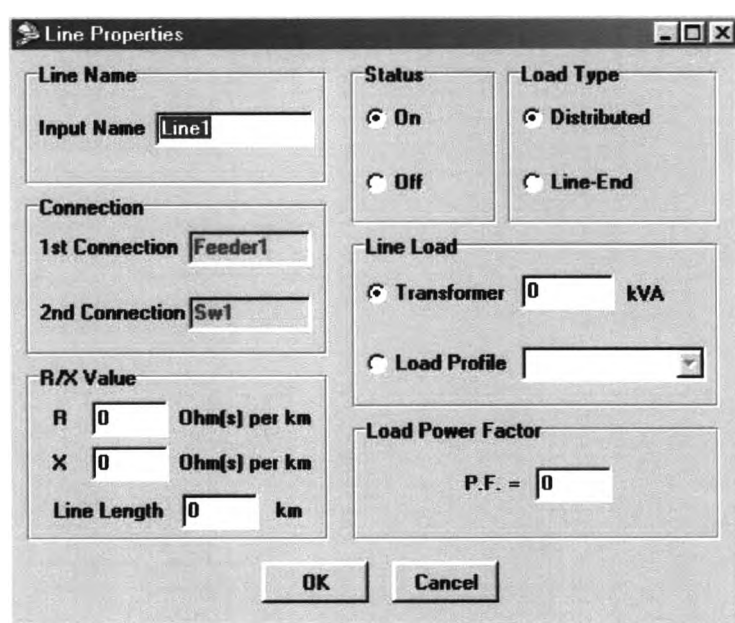 Line Properties
Line Name
Input Name Line1
Connection
1st Connection Feeder1
2nd Connection Sw1
R/X Value
R 0 Ohm(s) per km
X 0 Ohm(s) per km
Line Length 0 km
Status
On
Off
Load Type
Distributed
Line-End
Line Load
Transformer 0 kVA
Load Profile
Load Power Factor
P.F. = 0
OK Cancel